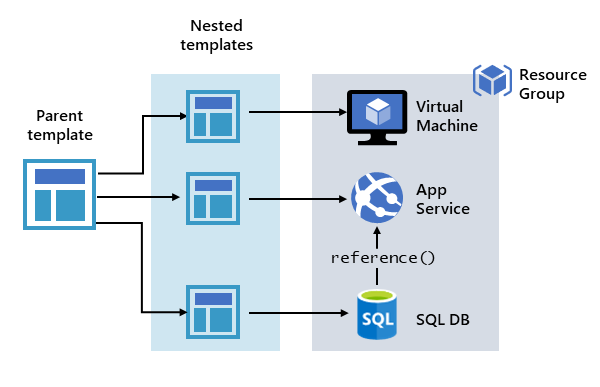 Nested
templates
Resource
Group
Parent
template
Virtual
Machine
App
Service
reference()
SQL
SQL DB